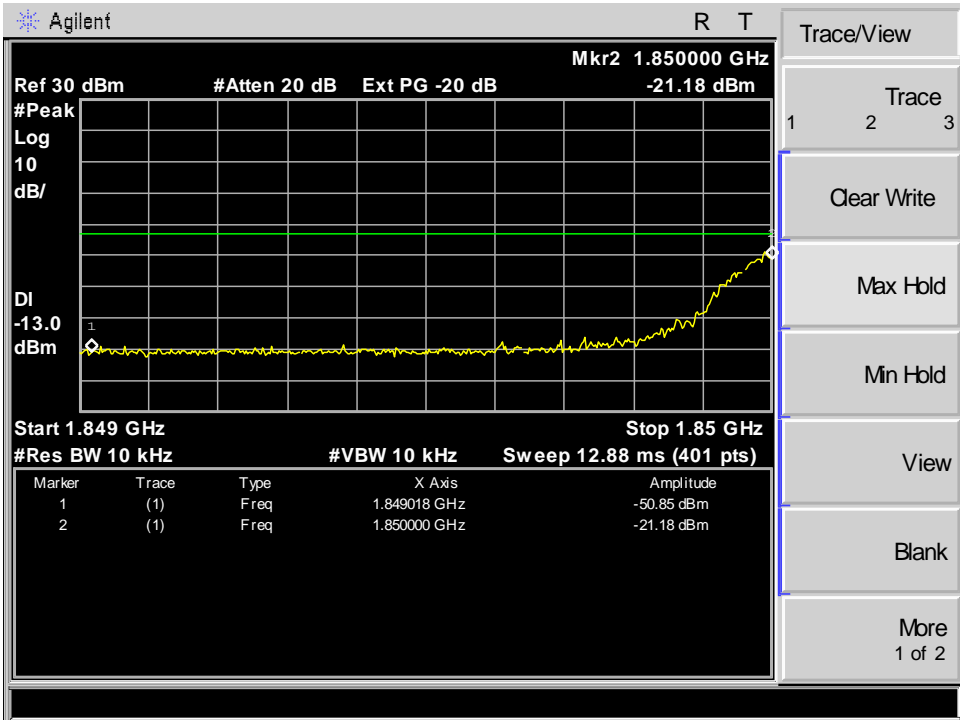 Agilent
R T
Mkr2 1.850000 GHz
Ref 30 dBm #Atten 20 dB Ext PG -20 dB -21.18 dBm
#Peak
Log
10
dB/
DI
-13.0
dBm
1
2
Start 1.849 GHz Stop 1.85 GHz
#Res BW 10 kHz #VBW 10 kHz Sweep 12.88 ms (401 pts)
Marker Trace Type X Axis Amplitude
1 (1) Freq 1.849018 GHz -50.85 dBm
2 (1) Freq 1.850000 GHz -21.18 dBm
Trace/View
Trace
1 2 3
Clear Write
Max Hold
Min Hold
View
Blank
More
1 of 2